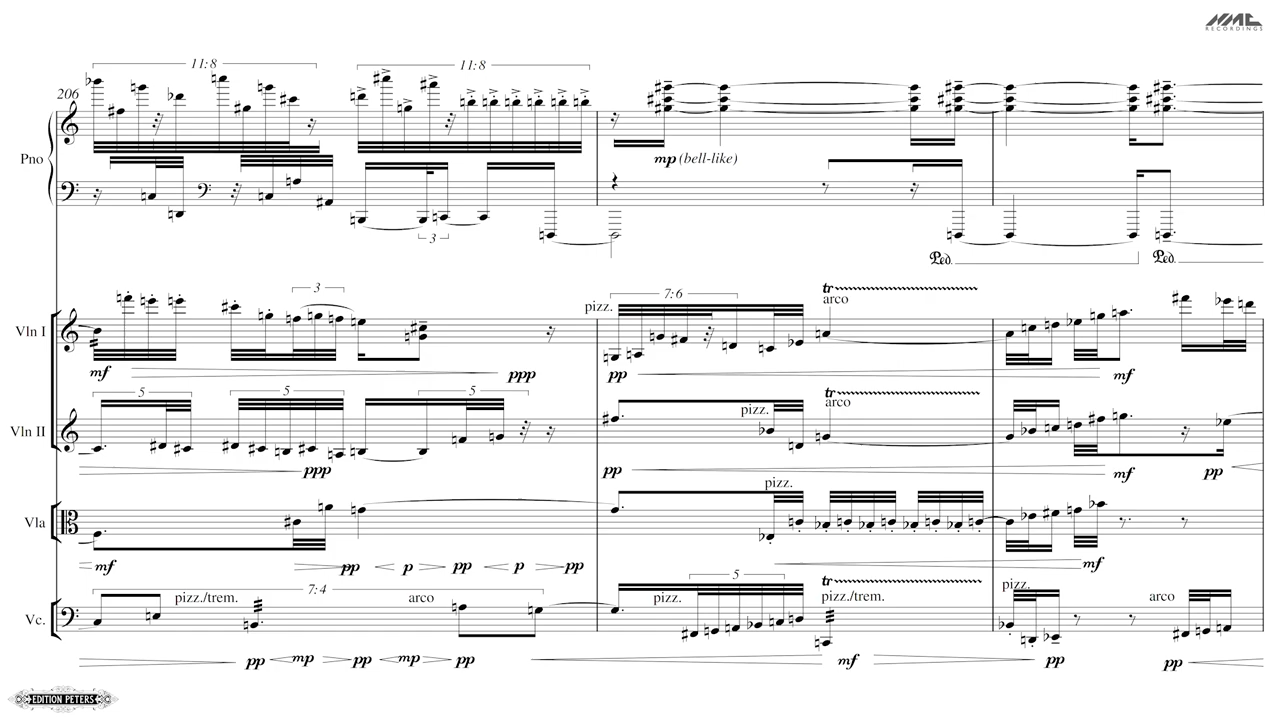 NMC
RECORDINGS
11:8 11:8
206
Pno
mp (bell-like)
3
Ped. Ped.
3 7:6 tr
pizz. arco
Vln I
mf ppp pp mf
5 5 5 tr
pizz. arco
Vln II
ppp pp mf pp
pizz.
Vla
mf pp p pp p pp mf
7:4 5 tr pizz.
pizz./trem. arco pizz. pizz./trem. arco
Vc.
pp mp pp mp pp mf pp pp
EDITION PETERS